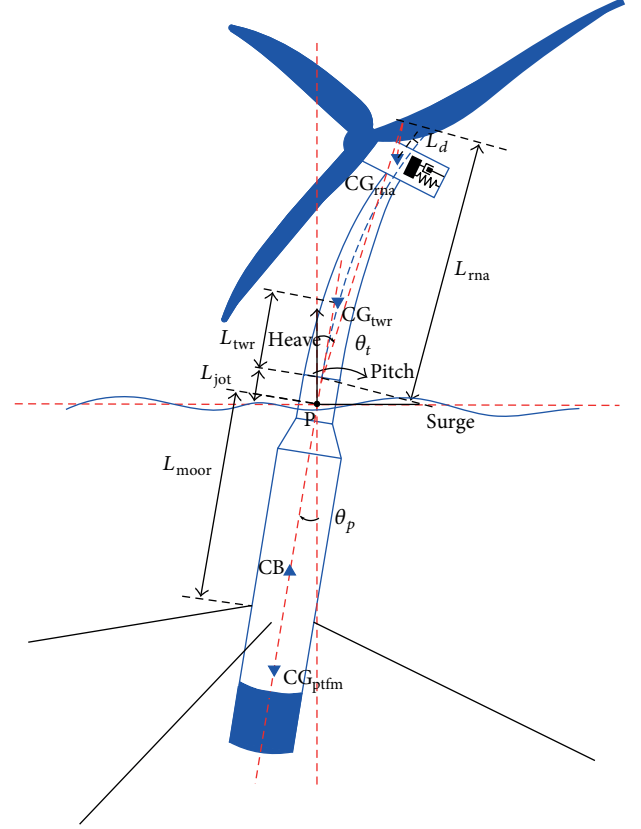 L_d
CG_rna
L_rna
CG_twr
L_twr
Heave
θ_t
L_jot
Pitch
P
Surge
L_moor
θ_p
CB
CG_ptfm